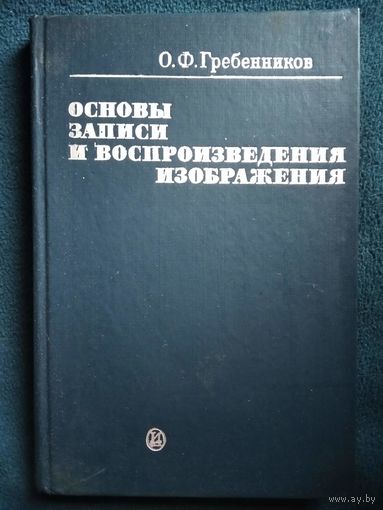 О.Ф.Гребенников
ОСНОВЫ
ЗАПИСИ
И ВОСПРОИЗВЕДЕНИЯ
ИЗОБРАЖЕНИЯ
www.ay.by